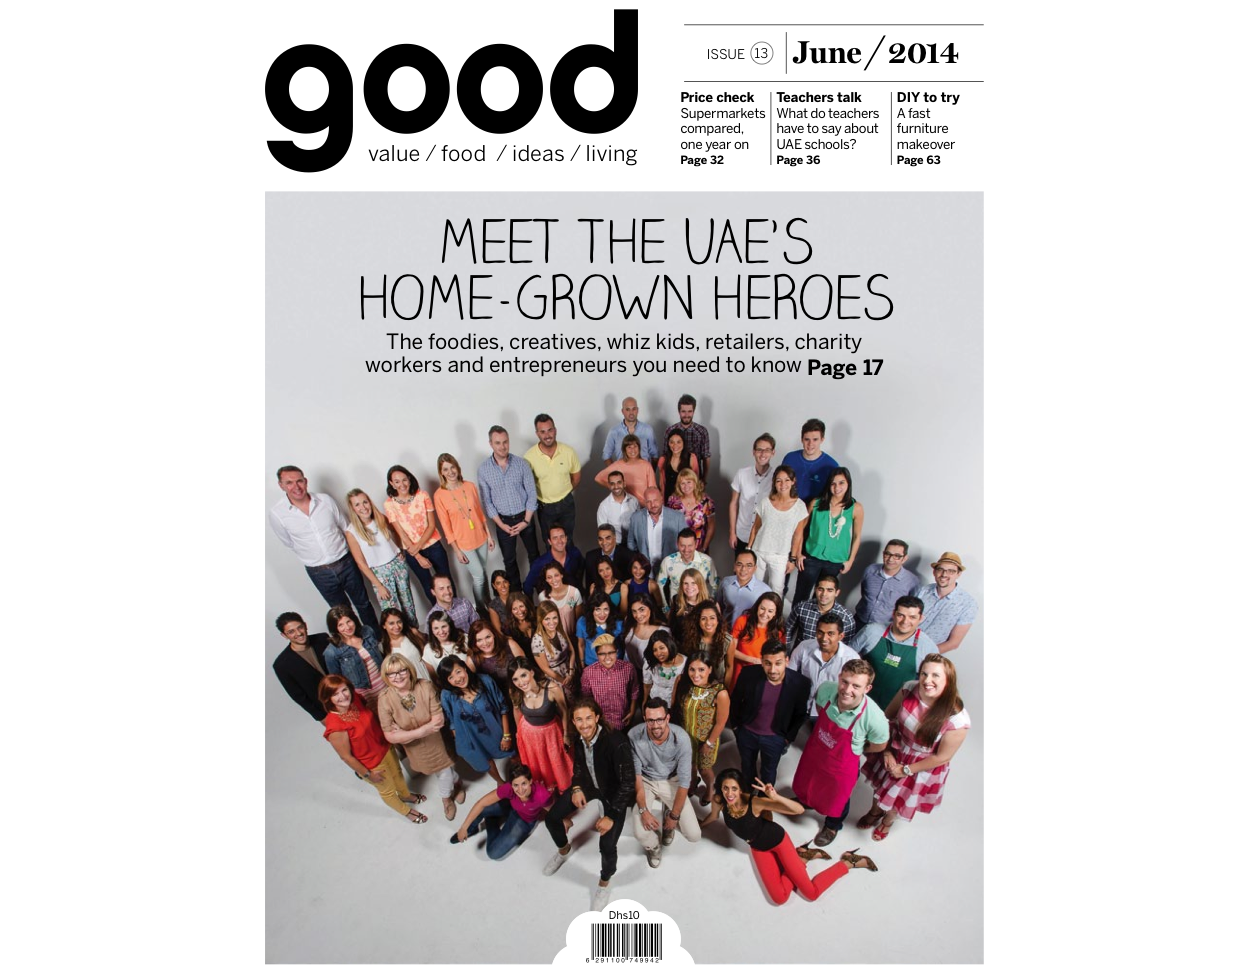 good
value / food / ideas / living
ISSUE 13
June/2014
Price check
Supermarkets
compared,
one year on
Page 32
Teachers talk
What do teachers
have to say about
UAE schools?
Page 36
DIY to try
A fast
furniture
makeover
Page 63
MEET THE UAE'S
HOME-GROWN HEROES
The foodies, creatives, whiz kids, retailers, charity
workers and entrepreneurs you need to know Page 17
Dhs10
6 291100 749942